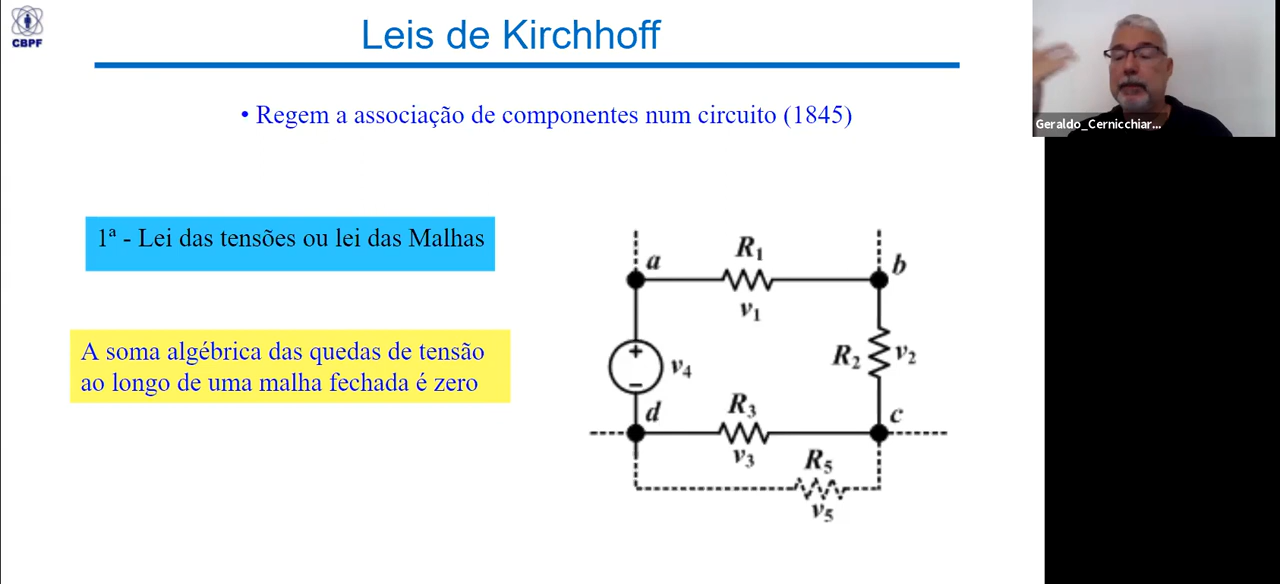 CBPF
Leis de Kirchhoff
• Regem a associação de componentes num circuito (1845)
Geraldo_Cernicchiar...
1ª - Lei das tensões ou lei das Malhas
A soma algébrica das quedas de tensão
ao longo de uma malha fechada é zero
a
R1
b
v1
+
v4
−
R2
v2
d
R3
c
v3
R5
v5